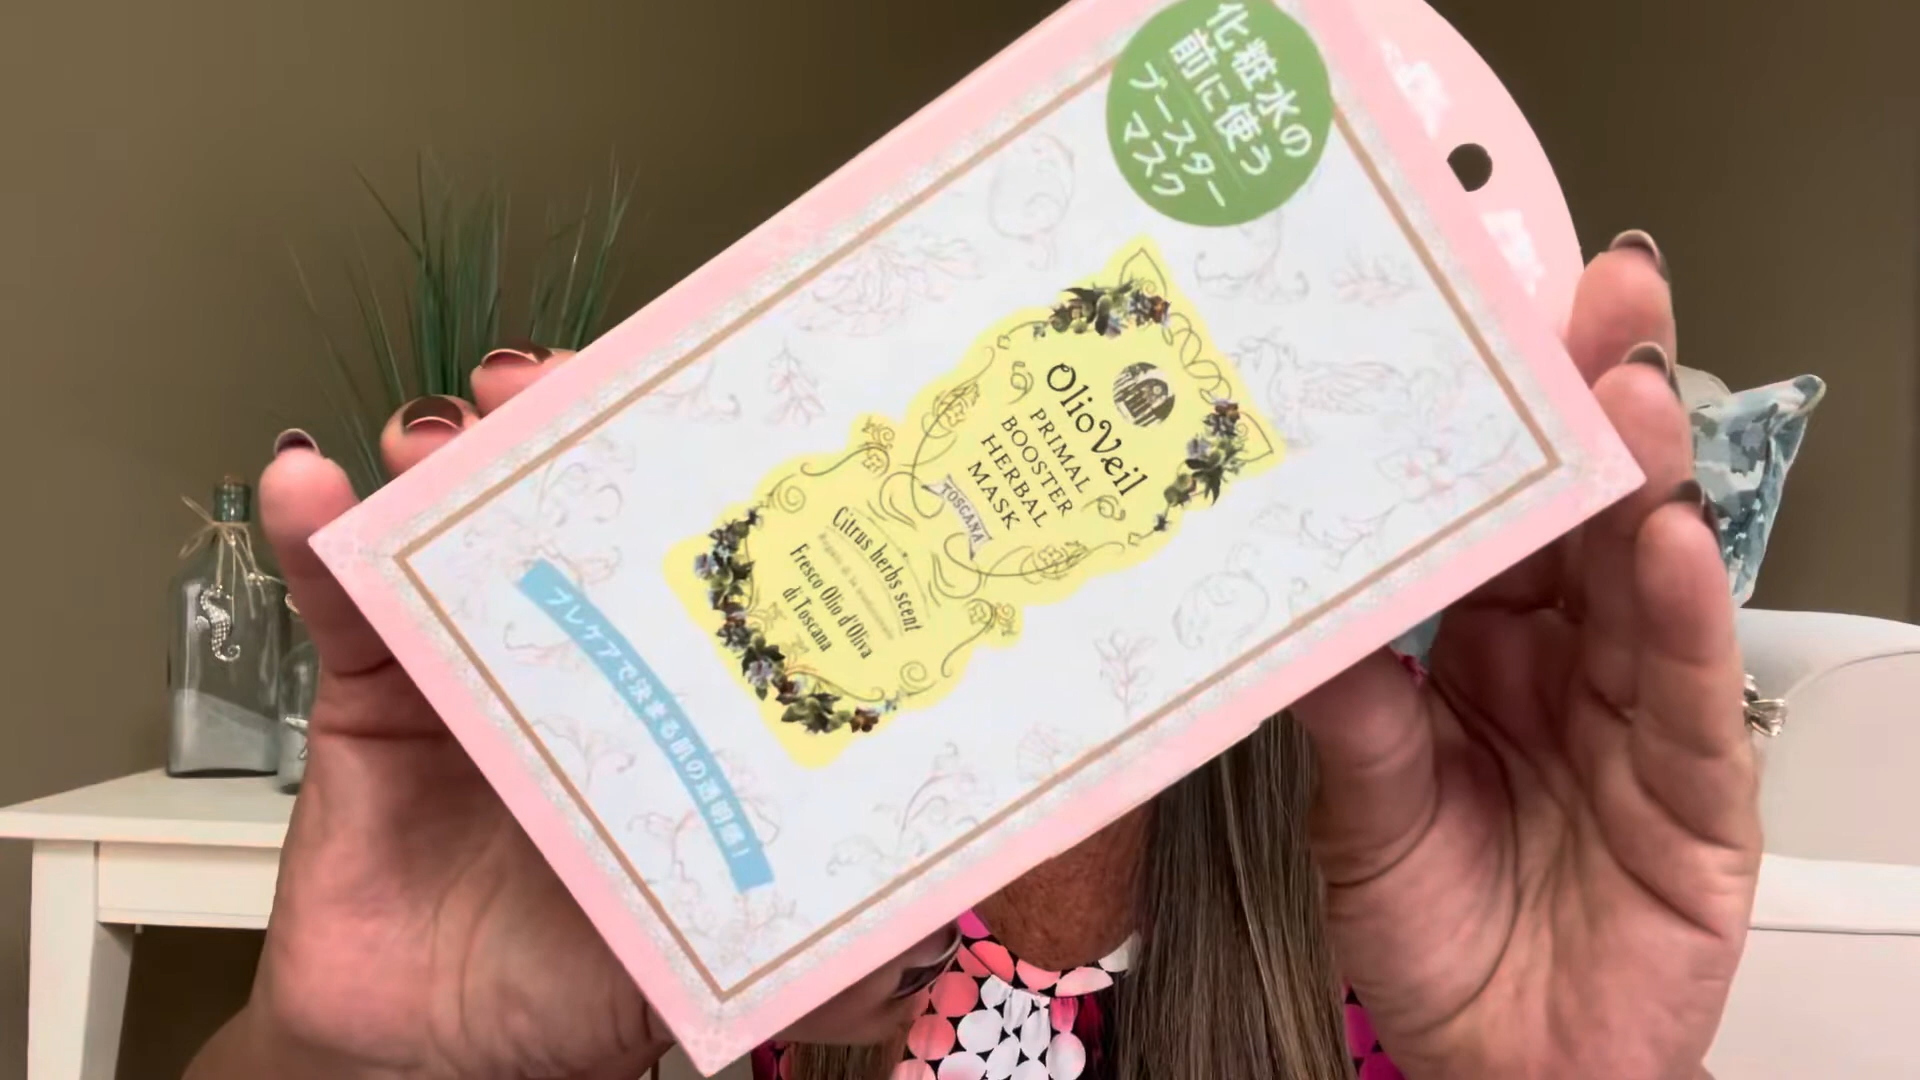 化粧水の
前に使う
ブースター
マスク
OlioVeil
PRIMAL
BOOSTER
HERBAL
MASK
TOSCANA
Citrus herbs scent
Fresco Olio d'Oliva
di Toscana
プレケアで決まる肌の透明感！